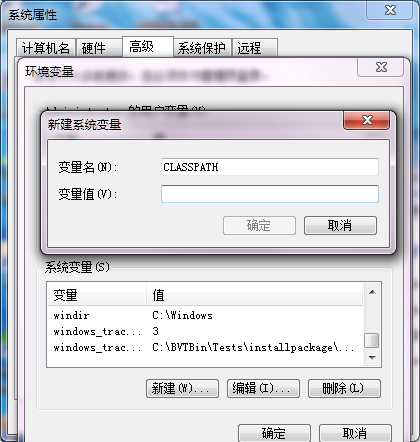 系统属性
计算机名 硬件 高级 系统保护 远程
环境变量
的用户变量(U)
新建系统变量
变量名(N): CLASSPATH
变量值(V):
确定 取消
系统变量(S)
变量 值
windir C:\Windows
windows_trac... 3
windows_trac... C:\BVTBin\Tests\installpackage\...
新建(W)... 编辑(I)... 删除(L)
确定 取消